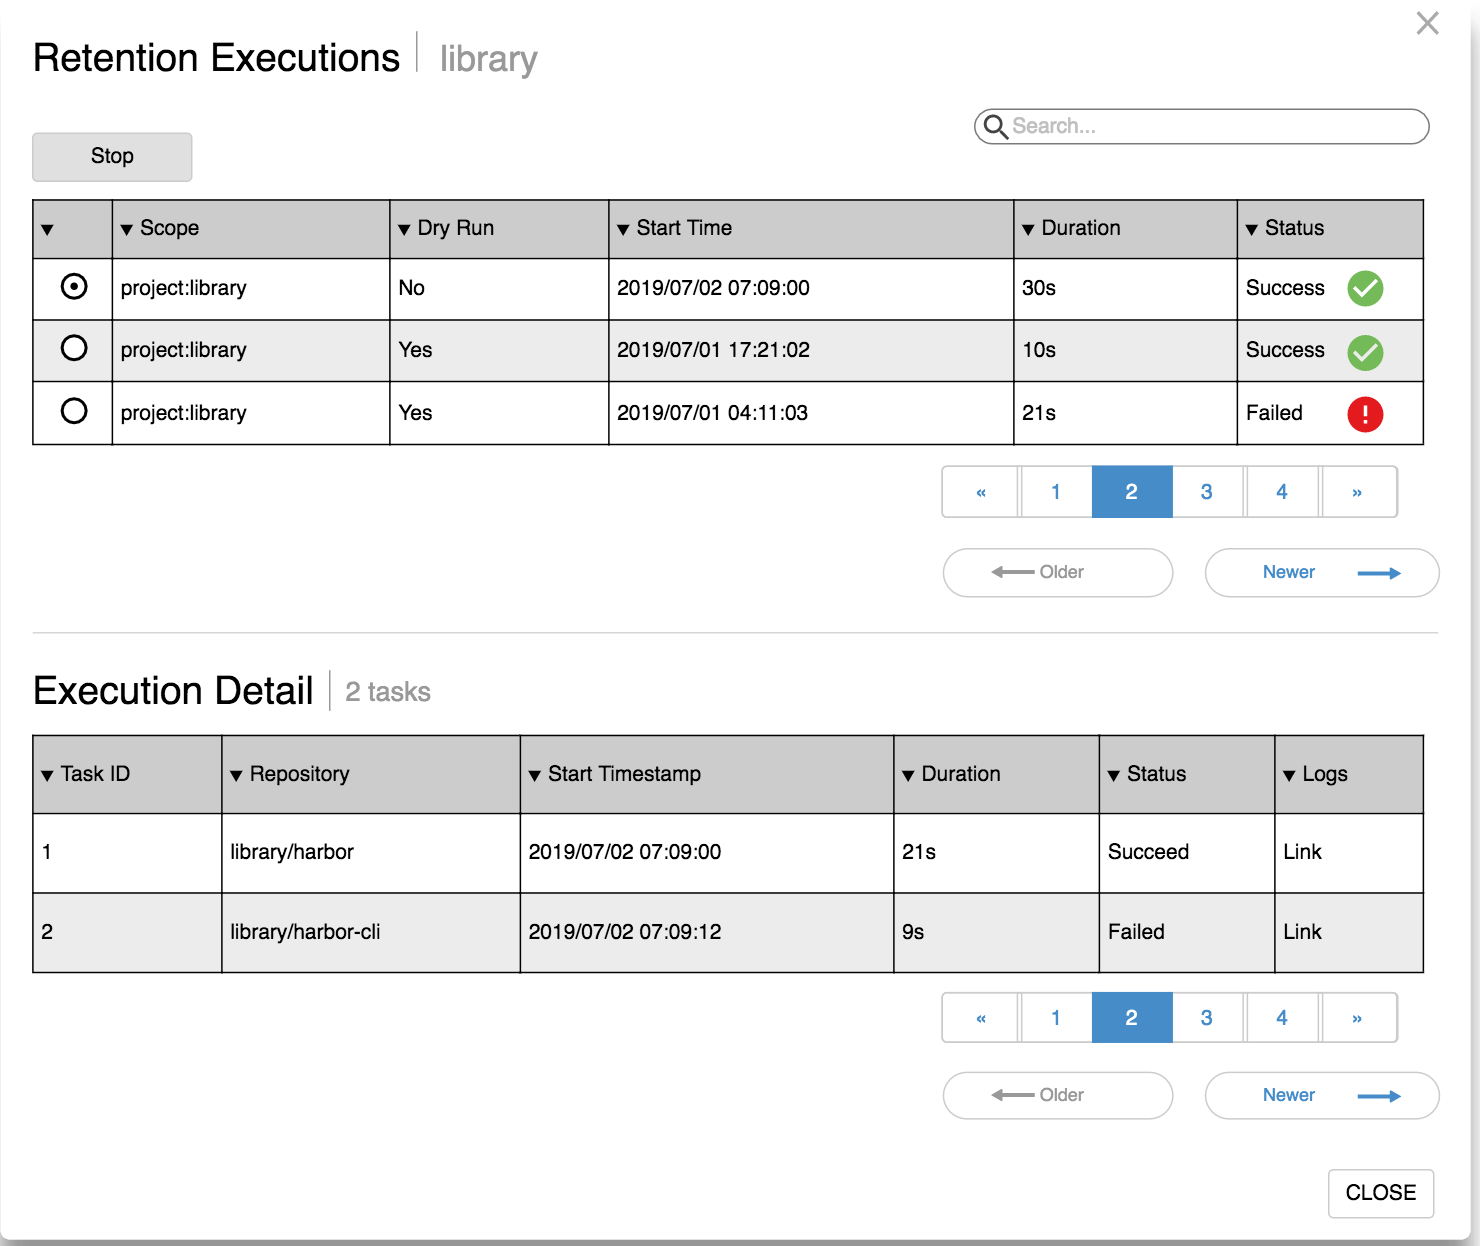 Retention Executions library
Search...
Stop
▼ ▼ Scope ▼ Dry Run ▼ Start Time ▼ Duration ▼ Status
project:library No 2019/07/02 07:09:00 30s Success
project:library Yes 2019/07/01 17:21:02 10s Success
project:library Yes 2019/07/01 04:11:03 21s Failed
« 1 2 3 4 »
Older Newer
Execution Detail 2 tasks
▼ Task ID ▼ Repository ▼ Start Timestamp ▼ Duration ▼ Status ▼ Logs
1 library/harbor 2019/07/02 07:09:00 21s Succeed Link
2 library/harbor-cli 2019/07/02 07:09:12 9s Failed Link
« 1 2 3 4 »
Older Newer
CLOSE